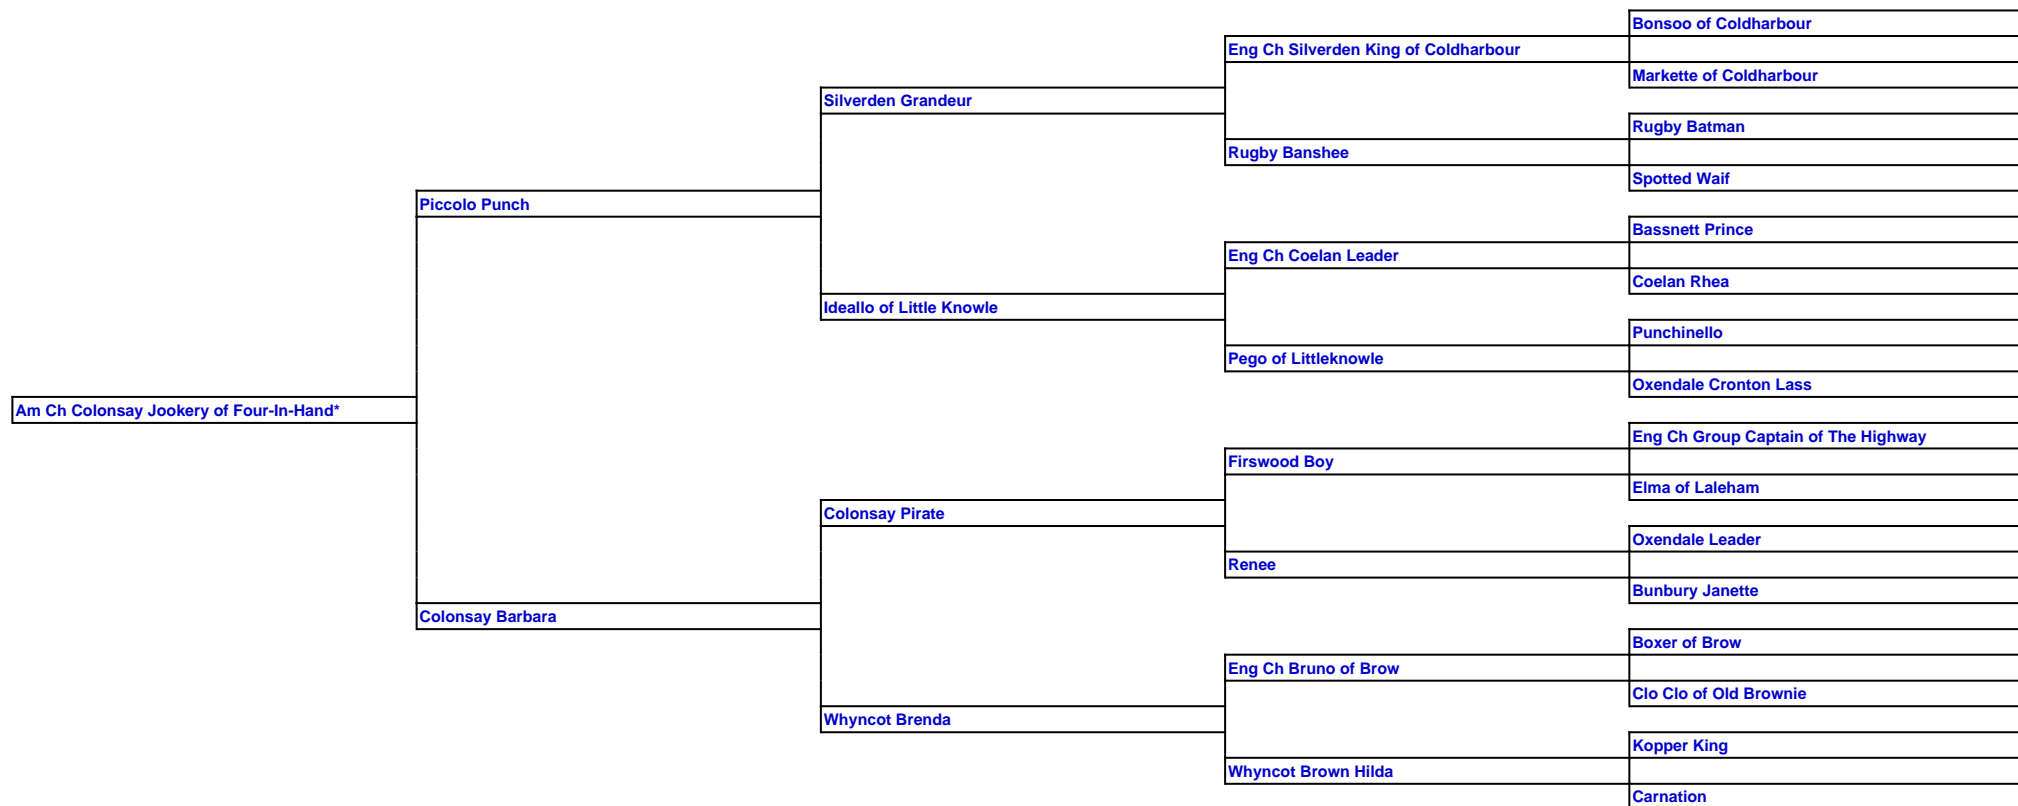 Bonsoo of Coldharbour
Eng Ch Silverden King of Coldharbour
Markette of Coldharbour
Silverden Grandeur
Rugby Batman
Rugby Banshee
Spotted Waif
Piccolo Punch
Bassnett Prince
Eng Ch Coelan Leader
Coelan Rhea
Ideallo of Little Knowle
Punchinello
Pego of Littleknowle
Oxendale Cronton Lass
Am Ch Colonsay Jookery of Four-In-Hand*
Eng Ch Group Captain of The Highway
Firswood Boy
Elma of Laleham
Colonsay Pirate
Oxendale Leader
Renee
Bunbury Janette
Colonsay Barbara
Boxer of Brow
Eng Ch Bruno of Brow
Clo Clo of Old Brownie
Whyncot Brenda
Kopper King
Whyncot Brown Hilda
Carnation